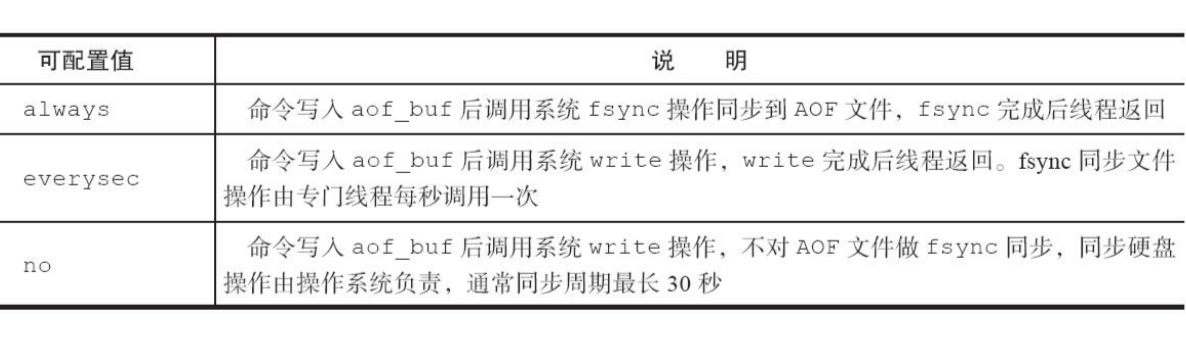 可配置值 说 明
always 命令写入 aof_buf 后调用系统 fsync 操作同步到 AOF 文件，fsync 完成后线程返回
everysec 命令写入 aof_buf 后调用系统 write 操作，write 完成后线程返回。fsync 同步文件
操作由专门线程每秒调用一次
no 命令写入 aof_buf 后调用系统 write 操作，不对 AOF 文件做 fsync 同步，同步硬盘
操作由操作系统负责，通常同步周期最长 30 秒